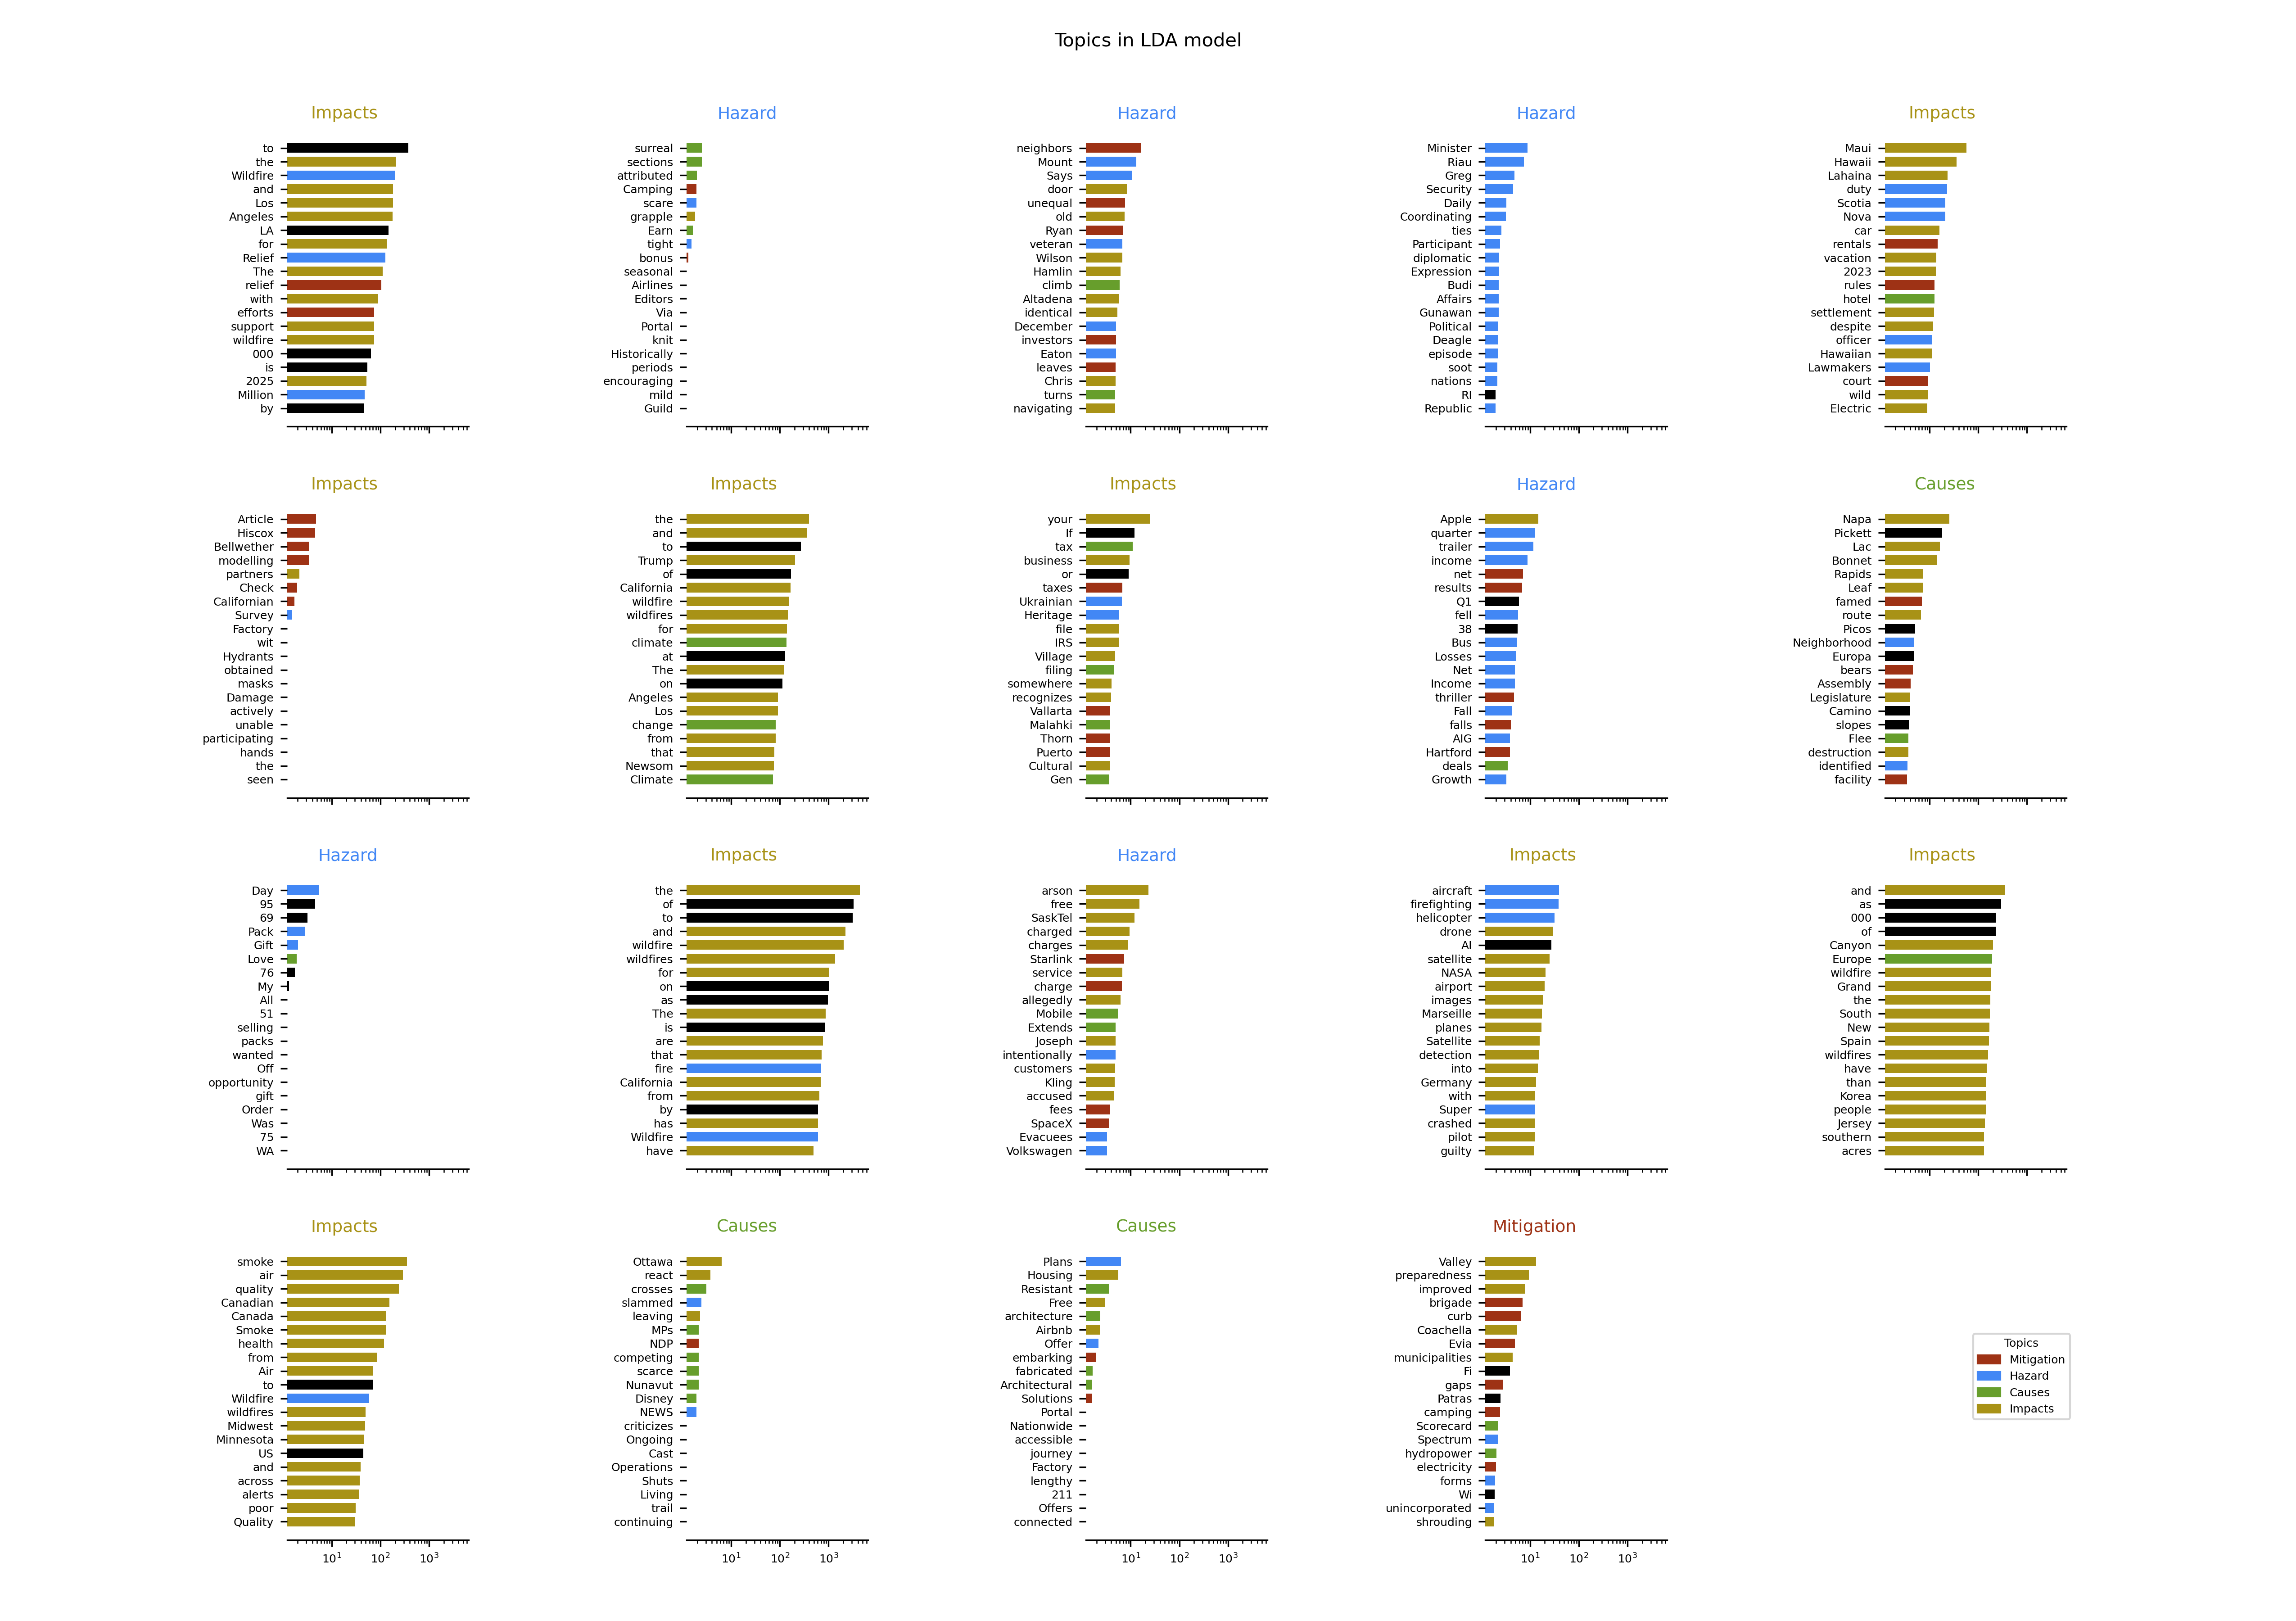 Topics in LDA model
Impacts
to
the
Wildfire
and
Los
Angeles
LA
for
Relief
The
relief
with
efforts
support
wildfire
000
is
2025
Million
by
Hazard
surreal
sections
attributed
Camping
scare
grapple
Earn
tight
bonus
seasonal
Airlines
Editors
Via
Portal
knit
Historically
periods
encouraging
mild
Guild
Hazard
neighbors
Mount
Says
door
unequal
old
Ryan
veteran
Wilson
Hamlin
climb
Altadena
identical
December
investors
Eaton
leaves
Chris
turns
navigating
Hazard
Minister
Riau
Greg
Security
Daily
Coordinating
ties
Participant
diplomatic
Expression
Budi
Affairs
Gunawan
Political
Deagle
episode
soot
nations
RI
Republic
Impacts
Maui
Hawaii
Lahaina
duty
Scotia
Nova
car
rentals
vacation
2023
rules
hotel
settlement
despite
officer
Hawaiian
Lawmakers
court
wild
Electric
Impacts
Article
Hiscox
Bellwether
modelling
partners
Check
Californian
Survey
Factory
wit
Hydrants
obtained
masks
Damage
actively
unable
participating
hands
the
seen
Impacts
the
and
to
Trump
of
California
wildfire
wildfires
for
climate
at
The
on
Angeles
Los
change
from
that
Newsom
Climate
Impacts
your
If
tax
business
or
taxes
Ukrainian
Heritage
file
IRS
Village
filing
somewhere
recognizes
Vallarta
Malahki
Thorn
Puerto
Cultural
Gen
Hazard
Apple
quarter
trailer
income
net
results
Q1
fell
38
Bus
Losses
Net
Income
thriller
Fall
falls
AIG
Hartford
deals
Growth
Causes
Napa
Pickett
Lac
Bonnet
Rapids
Leaf
famed
route
Picos
Neighborhood
Europa
bears
Assembly
Legislature
Camino
slopes
Flee
destruction
identified
facility
Hazard
Day
95
69
Pack
Gift
Love
76
My
All
51
selling
packs
wanted
Off
opportunity
gift
Order
Was
75
WA
Impacts
the
of
to
and
wildfire
wildfires
for
on
as
The
is
are
that
fire
California
from
by
has
Wildfire
have
Hazard
arson
free
SaskTel
charged
charges
Starlink
service
charge
allegedly
Mobile
Extends
Joseph
intentionally
customers
Kling
accused
fees
SpaceX
Evacuees
Volkswagen
Impacts
aircraft
firefighting
helicopter
drone
AI
satellite
NASA
airport
images
Marseille
planes
Satellite
detection
into
Germany
with
Super
crashed
pilot
guilty
Impacts
and
as
000
of
Canyon
Europe
wildfire
Grand
the
South
New
Spain
wildfires
have
than
Korea
people
Jersey
southern
acres
Impacts
smoke
air
quality
Canadian
Canada
Smoke
health
from
Air
to
Wildfire
wildfires
Midwest
Minnesota
US
and
across
alerts
poor
Quality
10¹ 10² 10³
Causes
Ottawa
react
crosses
slammed
leaving
MPs
NDP
competing
scarce
Nunavut
Disney
NEWS
criticizes
Ongoing
Cast
Operations
Shuts
Living
trail
continuing
10¹ 10² 10³
Causes
Plans
Housing
Resistant
Free
architecture
Airbnb
Offer
embarking
fabricated
Architectural
Solutions
Portal
Nationwide
accessible
journey
Factory
lengthy
211
Offers
connected
10¹ 10² 10³
Mitigation
Valley
preparedness
improved
brigade
curb
Coachella
Evia
municipalities
Fi
gaps
Patras
camping
Scorecard
Spectrum
hydropower
electricity
forms
Wi
unincorporated
shrouding
10¹ 10² 10³
Topics
Mitigation
Hazard
Causes
Impacts